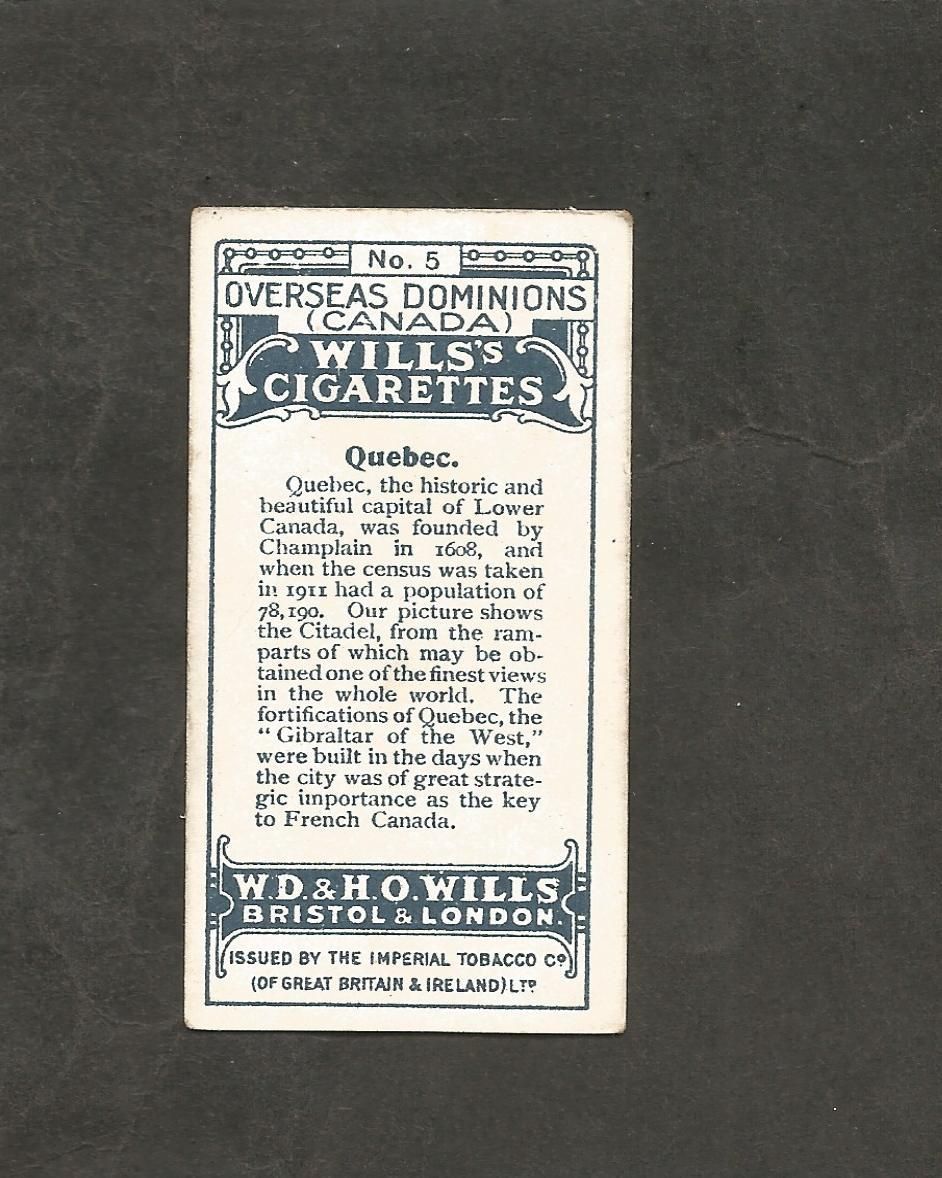 No. 5
OVERSEAS DOMINIONS
(CANADA)
WILLS'S
CIGARETTES
Quebec.
Quebec, the historic and
beautiful capital of Lower
Canada, was founded by
Champlain in 1608, and
when the census was taken
in 1911 had a population of
78,190. Our picture shows
the Citadel, from the ram-
parts of which may be ob-
tained one of the finest views
in the whole world. The
fortifications of Quebec, the
“Gibraltar of the West,”
were built in the days when
the city was of great strate-
gic importance as the key
to French Canada.
W.D. & H.O. WILLS
BRISTOL & LONDON.
ISSUED BY THE IMPERIAL TOBACCO CO
(OF GREAT BRITAIN & IRELAND) LTD